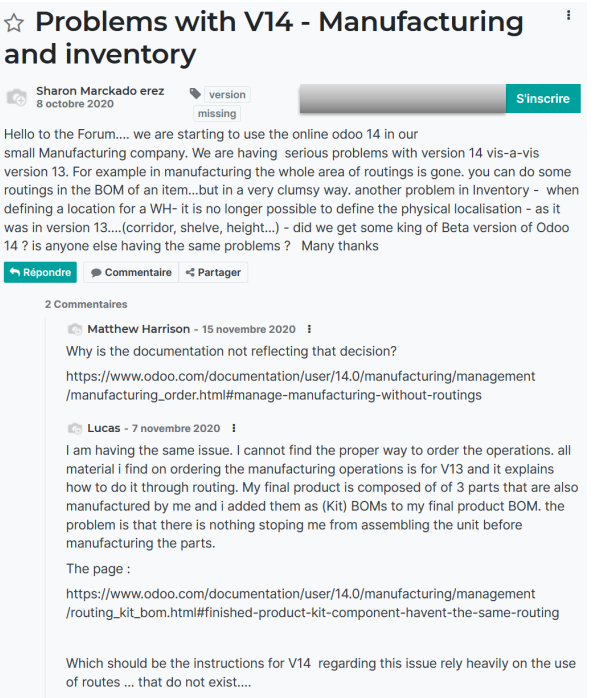 Problems with V14 - Manufacturing
and inventory
Sharon Marckado erez
8 octobre 2020
version
missing
S'inscrire
Hello to the Forum.... we are starting to use the online odoo 14 in our
small Manufacturing company. We are having serious problems with version 14 vis-a-vis
version 13. For example in manufacturing the whole area of routings is gone. you can do some
routings in the BOM of an item...but in a very clumsy way. another problem in Inventory - when
defining a location for a WH- it is no longer possible to define the physical localisation - as it
was in version 13....(corridor, shelve, height...) - did we get some king of Beta version of Odoo
14 ? is anyone else having the same problems ? Many thanks
Répondre
Commentaire
Partager
2 Commentaires
Matthew Harrison - 15 novembre 2020
Why is the documentation not reflecting that decision?
https://www.odoo.com/documentation/user/14.0/manufacturing/management
/manufacturing_order.html#manage-manufacturing-without-routings
Lucas - 7 novembre 2020
I am having the same issue. I cannot find the proper way to order the operations. all
material i find on ordering the manufacturing operations is for V13 and it explains
how to do it through routing. My final product is composed of of 3 parts that are also
manufactured by me and i added them as (Kit) BOMs to my final product BOM. the
problem is that there is nothing stoping me from assembling the unit before
manufacturing the parts.
The page :
https://www.odoo.com/documentation/user/14.0/manufacturing/management
/routing_kit_bom.html#finished-product-kit-component-havent-the-same-routing
Which should be the instructions for V14 regarding this issue rely heavily on the use
of routes ... that do not exist....